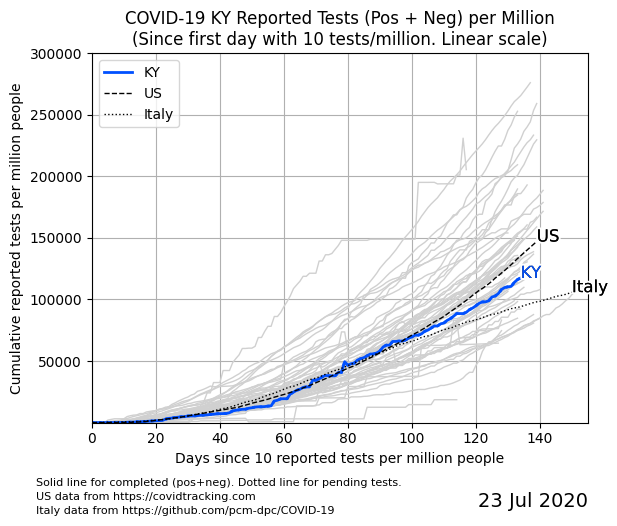 COVID-19 KY Reported Tests (Pos + Neg) per Million
(Since first day with 10 tests/million. Linear scale)
300000
250000
200000
150000
100000
50000
Cumulative reported tests per million people
KY
US
Italy
US
KY
Italy
0 20 40 60 80 100 120 140
Days since 10 reported tests per million people
Solid line for completed (pos+neg). Dotted line for pending tests.
US data from https://covidtracking.com
Italy data from https://github.com/pcm-dpc/COVID-19
23 Jul 2020